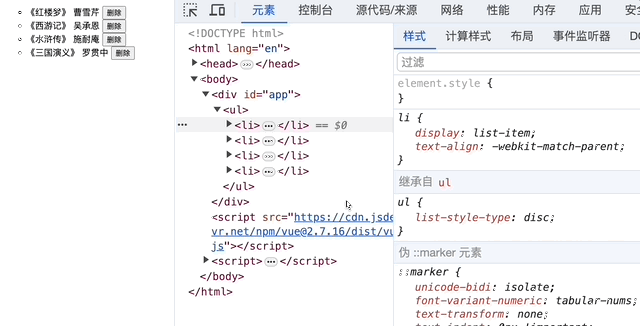 《红楼梦》 曹雪芹 删除
《西游记》 吴承恩 删除
《水浒传》 施耐庵 删除
《三国演义》 罗贯中 删除
元素 控制台 源代码/来源 网络 性能 内存 应用 安
<!DOCTYPE html>
<html lang="en">
<head> ⋯ </head>
<body>
<div id="app">
<ul>
<li> ⋯ </li> == $0
<li> ⋯ </li>
<li> ⋯ </li>
<li> ⋯ </li>
</ul>
</div>
<script src="https://cdn.jsde
vr.net/npm/vue@2.7.16/dist/vu
js"></script>
<script> ⋯ </script>
</body>
</html>
样式 计算样式 布局 事件监听器 DO
过滤
element.style {
}
li {
display: list-item;
text-align: -webkit-match-parent;
}
继承自 ul
ul {
list-style-type: disc;
}
伪 ::marker 元素
::marker {
unicode-bidi: isolate;
font-variant-numeric: tabular-nums;
text-transform: none;
text-indent: 0px !important;